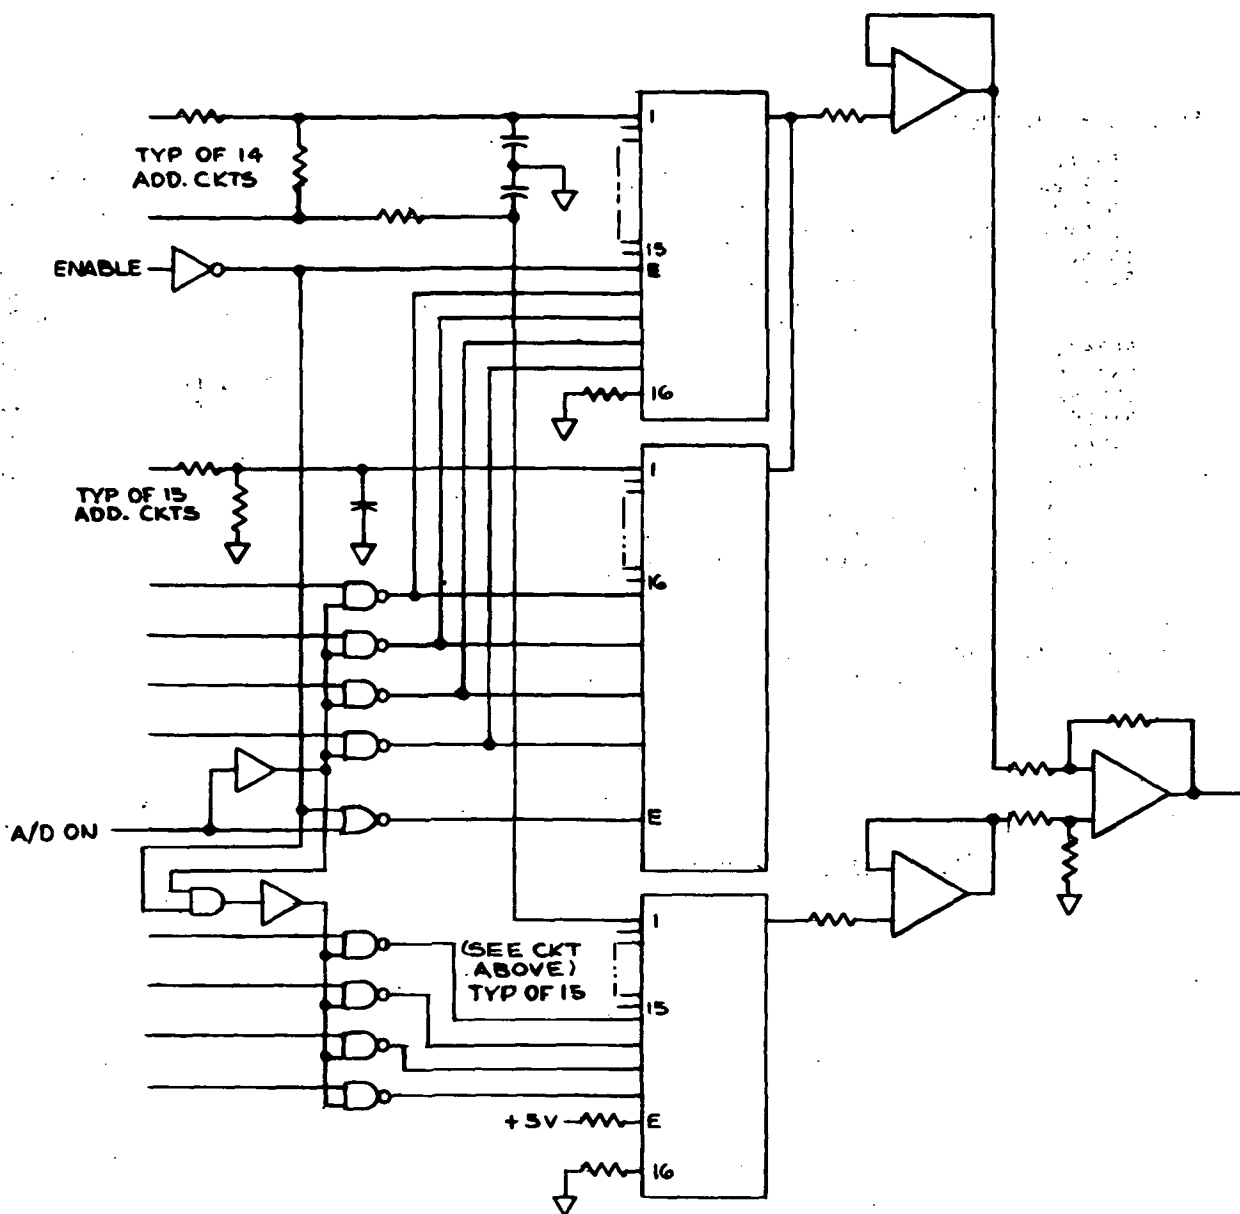 1
TYP OF 14
ADD. CKTS
15
ENABLE
E
16
1
TYP OF 15
ADD. CKTS
16
A/D ON
E
1
(SEE CKT
ABOVE)
TYP OF 15
15
+5V
E
16